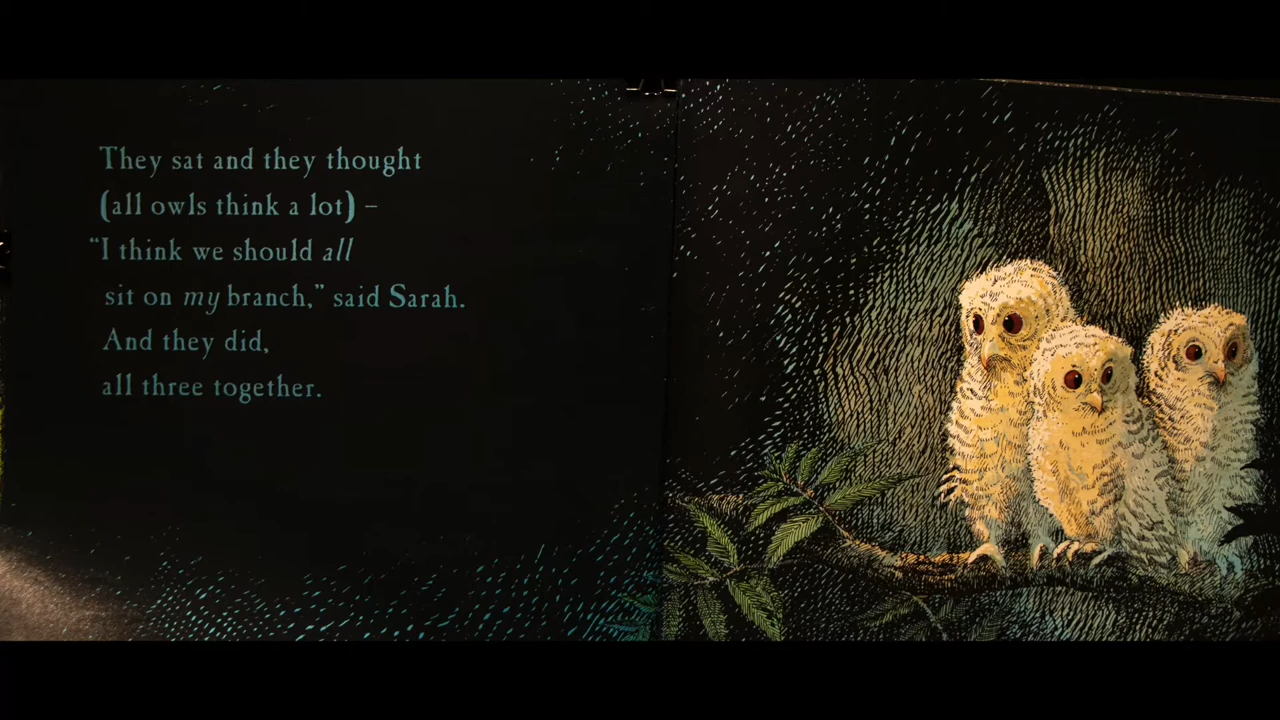 They sat and they thought
(all owls think a lot) –
“I think we should all
sit on my branch,” said Sarah.
And they did,
all three together.